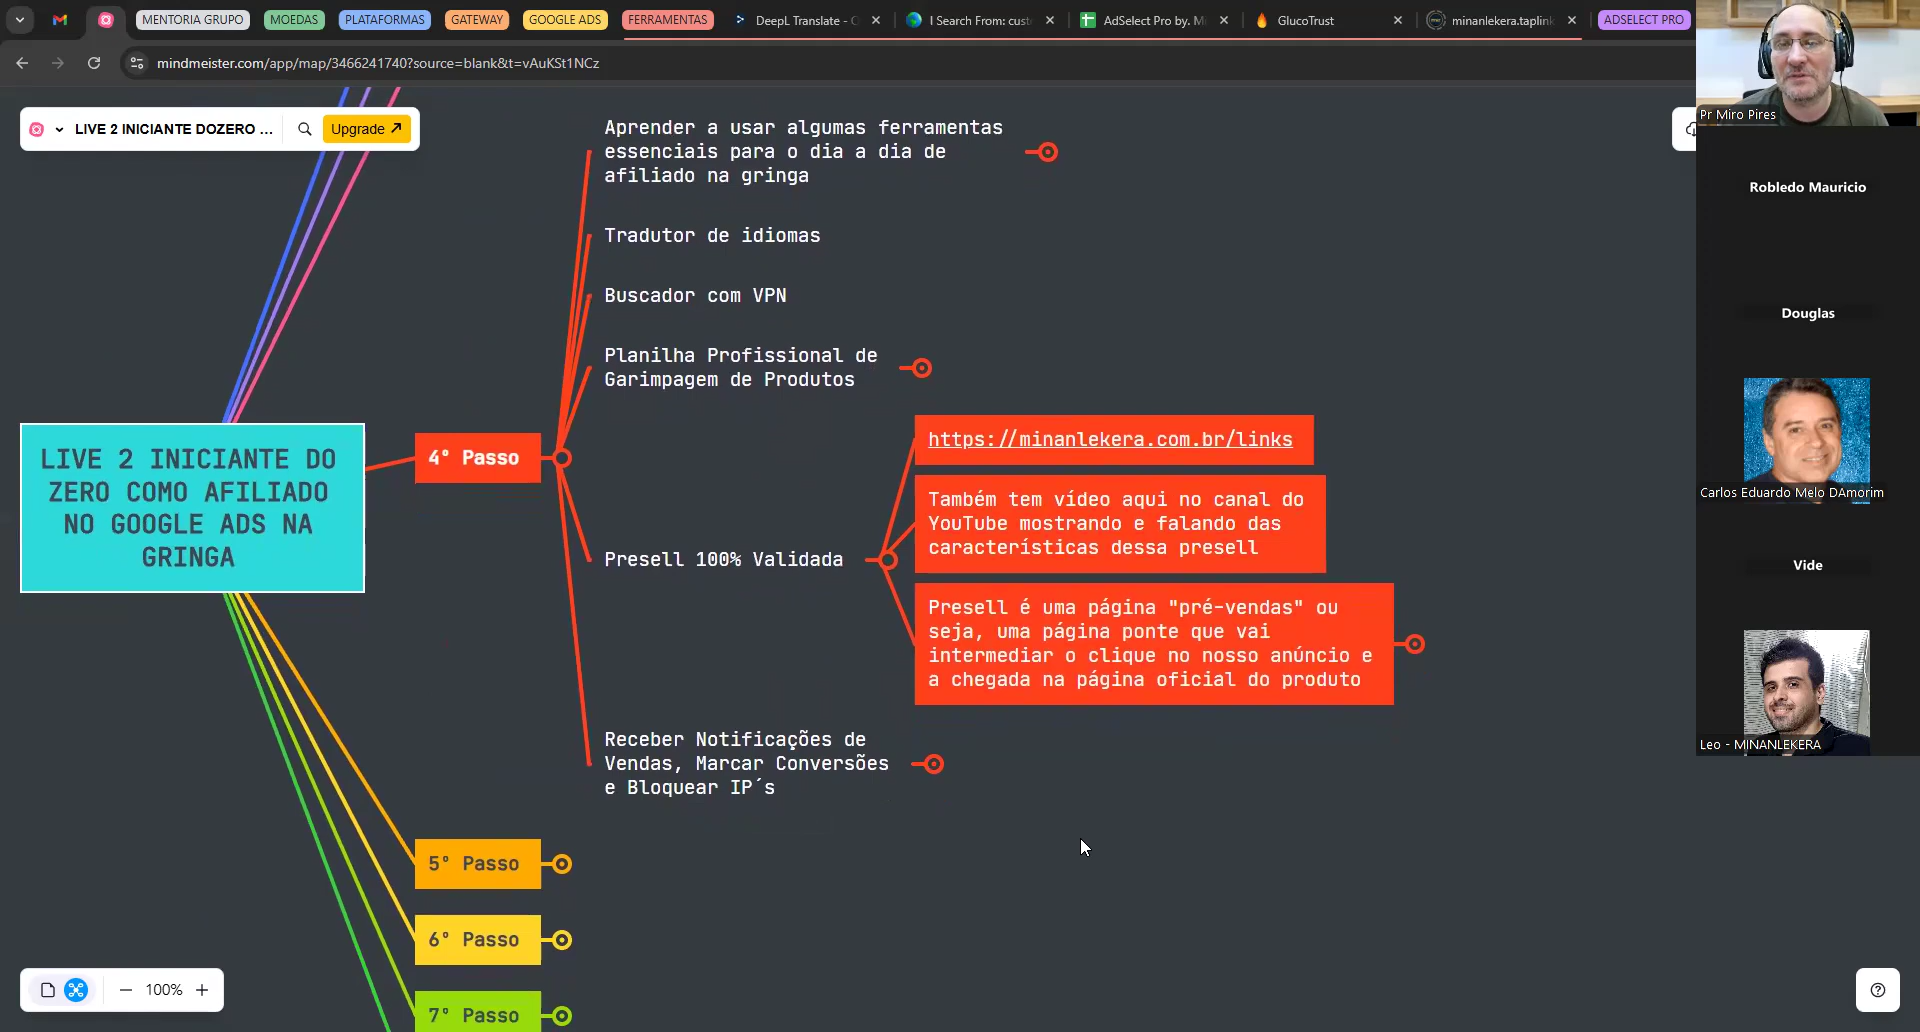 MENTORIA GRUPO
MOEDAS
PLATAFORMAS
GATEWAY
GOOGLE ADS
FERRAMENTAS
DeepL Translate - C
I Search From: cust
AdSelect Pro by. Mi
GlucoTrust
minanlekera.taplink
ADSELECT PRO
mindmeister.com/app/map/3466241740?source=blank&t=vAuKSt1NCz
LIVE 2 INICIANTE DOZERO ...
Upgrade
Aprender a usar algumas ferramentas
essenciais para o dia a dia de
afiliado na gringa
Tradutor de idiomas
Buscador com VPN
Planilha Profissional de
Garimpagem de Produtos
LIVE 2 INICIANTE DO
ZERO COMO AFILIADO
NO GOOGLE ADS NA
GRINGA
4° Passo
Presell 100% Validada
https://minanlekera.com.br/links
Também tem vídeo aqui no canal do
YouTube mostrando e falando das
características dessa presell
Presell é uma página "pré-vendas" ou
seja, uma página ponte que vai
intermediar o clique no nosso anúncio e
a chegada na página oficial do produto
Receber Notificações de
Vendas, Marcar Conversões
e Bloquear IP´s
5° Passo
6° Passo
7° Passo
100%
Pr Miro Pires
Robledo Mauricio
Douglas
Carlos Eduardo Melo DAmorim
Vide
Leo - MINANLEKERA